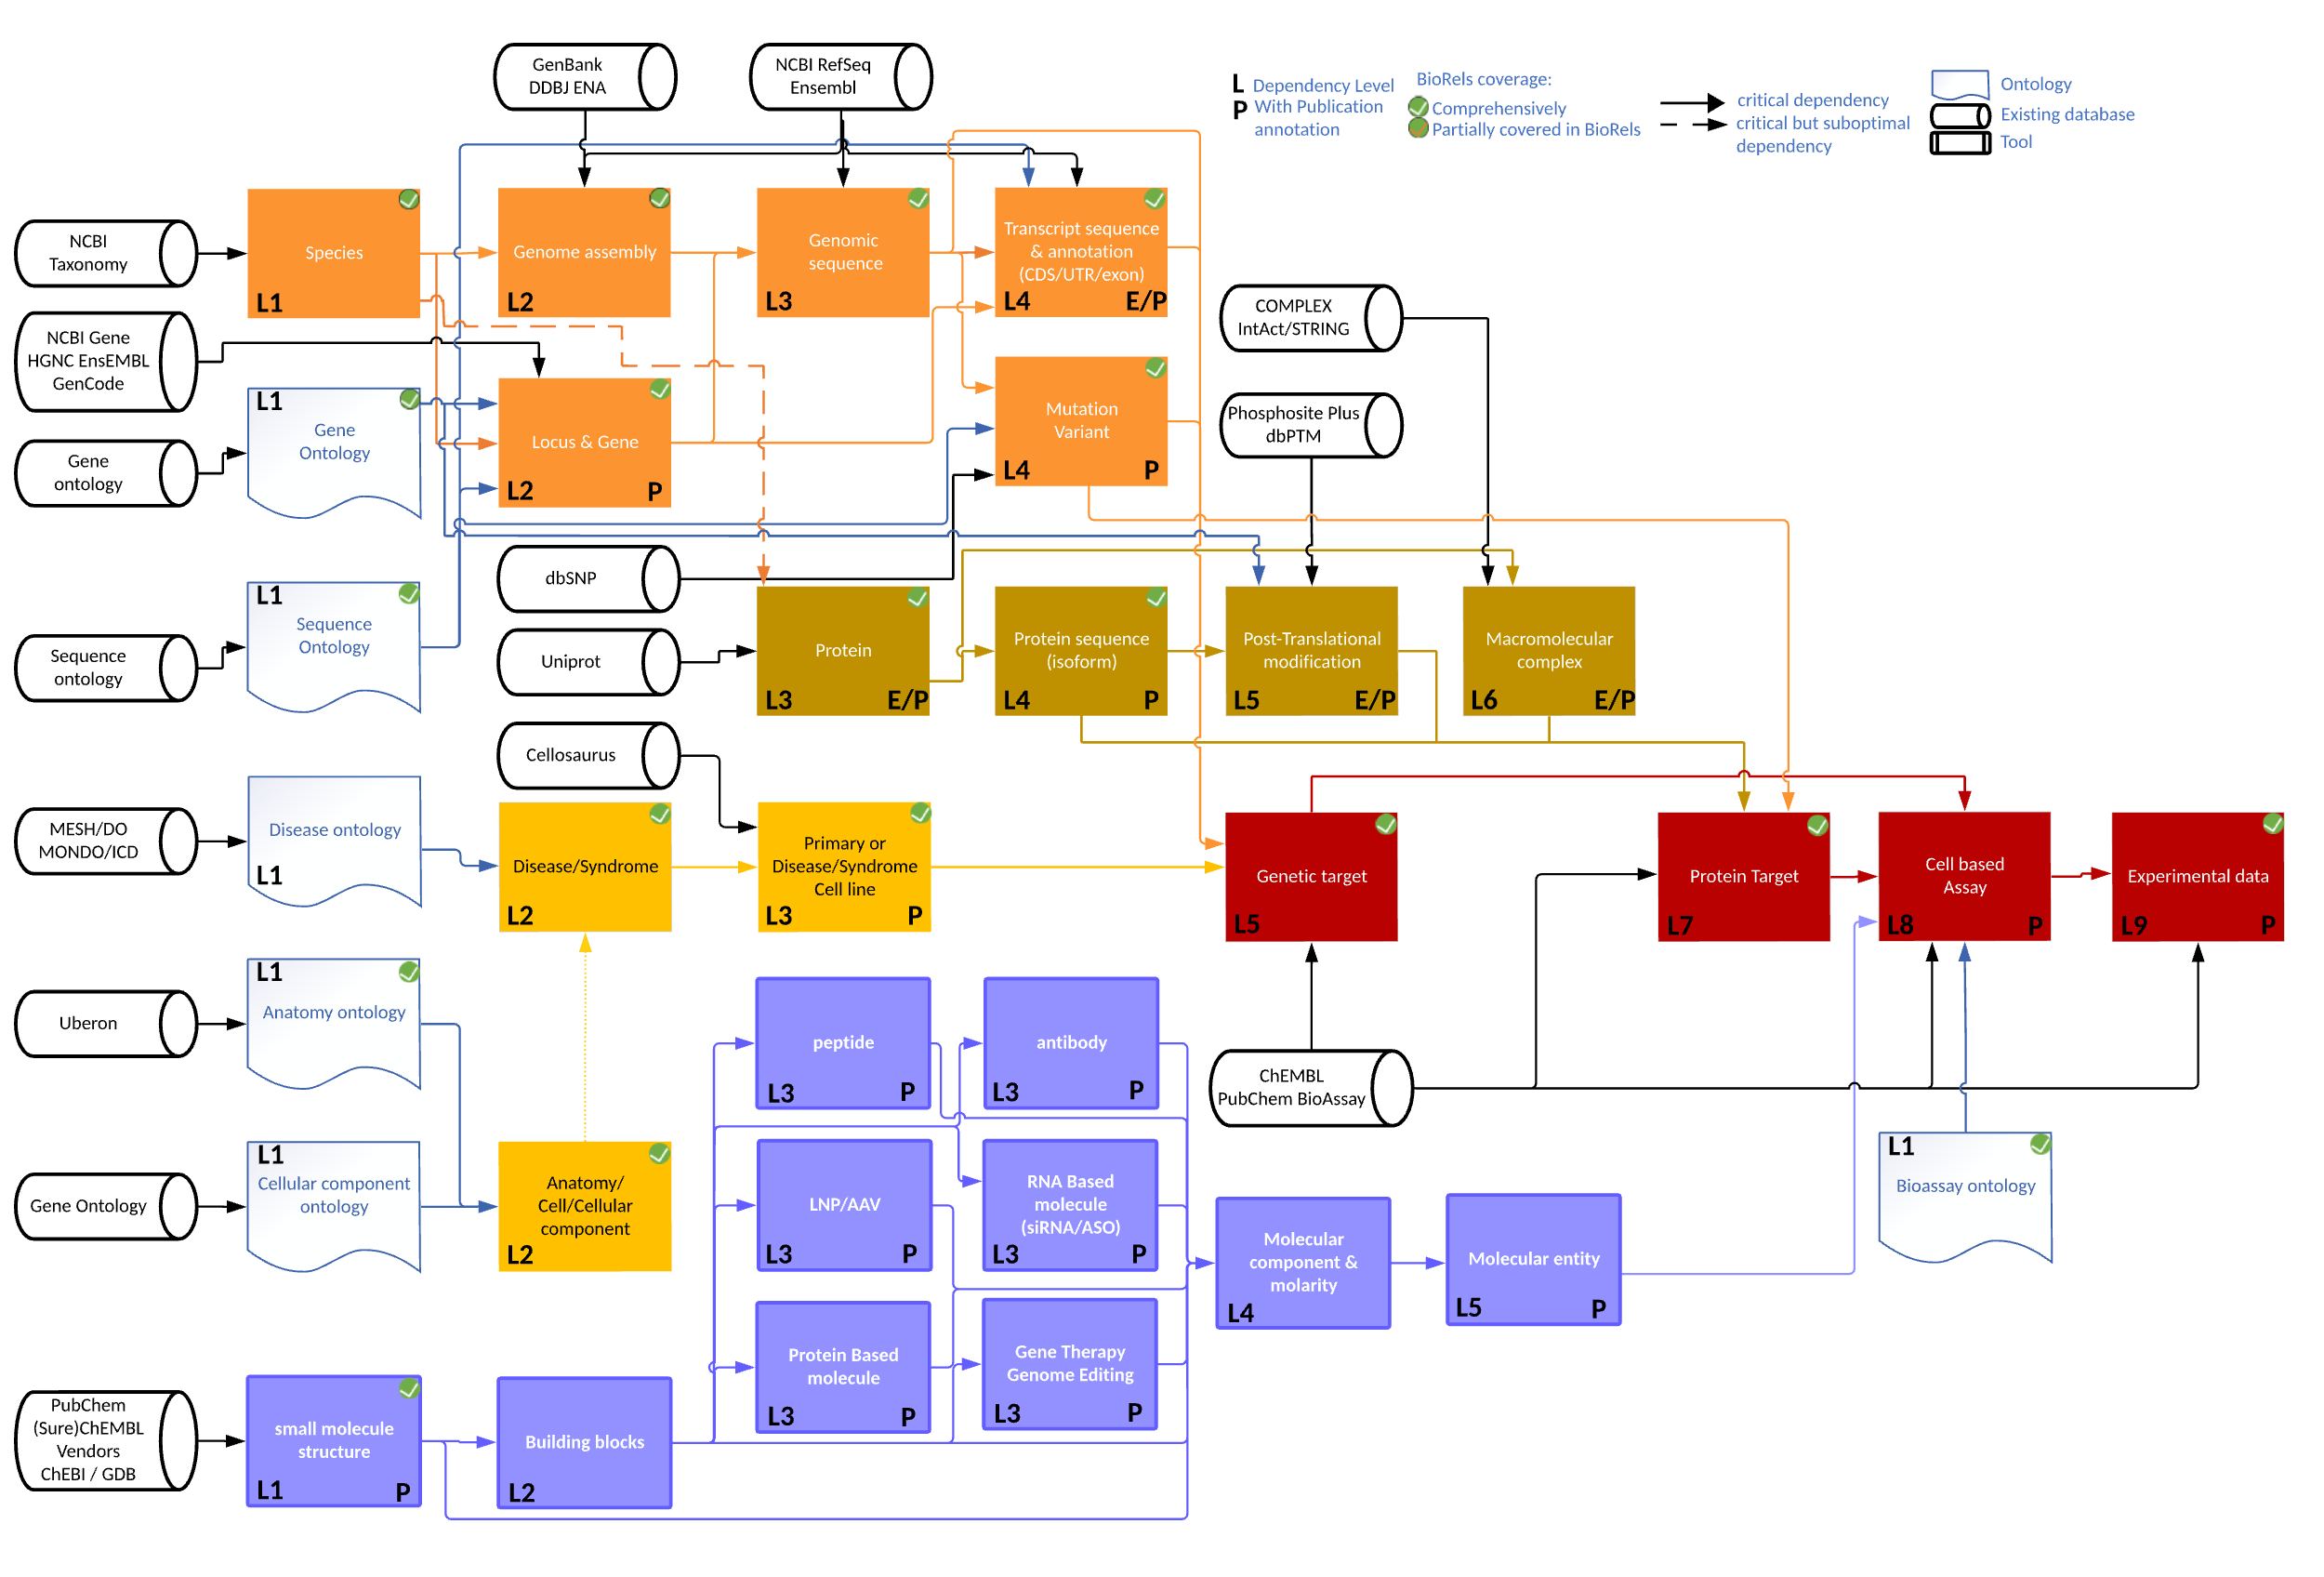 GenBank
DDBJ ENA
NCBI RefSeq
Ensembl
L Dependency Level
P With Publication
annotation
BioRels coverage:
Comprehensively
Partially covered in BioRels
critical dependency
critical but suboptimal
dependency
Ontology
Existing database
Tool
NCBI
Taxonomy
Species
L1
Genome assembly
L2
Genomic
sequence
L3
Transcript sequence
& annotation
(CDS/UTR/exon)
L4 E/P
NCBI Gene
HGNC EnsEMBL
GenCode
COMPLEX
IntAct/STRING
Gene
ontology
L1
Gene
Ontology
Locus & Gene
L2 P
Mutation
Variant
L4 P
Phosphosite Plus
dbPTM
dbSNP
Uniprot
Sequence
ontology
L1
Sequence
Ontology
Protein
L3 E/P
Protein sequence
(isoform)
L4 P
Post-Translational
modification
L5 E/P
Macromolecular
complex
L6 E/P
Cellosaurus
MESH/DO
MONDO/ICD
Disease ontology
L1
Disease/Syndrome
L2
Primary or
Disease/Syndrome
Cell line
L3 P
Genetic target
L5
Protein Target
L7
Cell based
Assay
L8 P
Experimental data
L9 P
Uberon
L1
Anatomy ontology
peptide
L3 P
antibody
L3 P
ChEMBL
PubChem BioAssay
Gene Ontology
L1
Cellular component
ontology
Anatomy/
Cell/Cellular
component
L2
LNP/AAV
L3 P
RNA Based
molecule
(siRNA/ASO)
L3 P
Molecular
component &
molarity
L4
Molecular entity
L5 P
L1
Bioassay ontology
Protein Based
molecule
L3 P
Gene Therapy
Genome Editing
L3 P
PubChem
(Sure)ChEMBL
Vendors
ChEBI / GDB
small molecule
structure
L1 P
Building blocks
L2